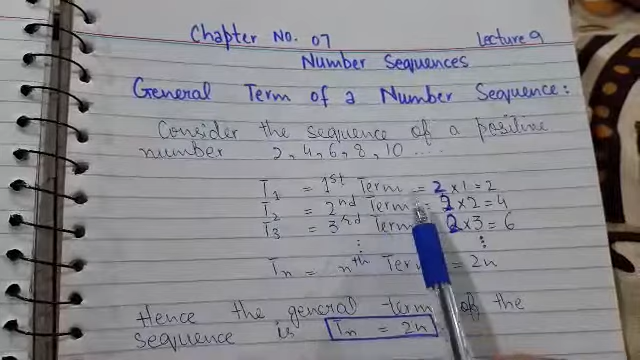 Chapter No. 07 Lecture 9
Number Sequences
General Term of a Number Sequence:
Consider the sequence of a positive
number 2, 4, 6, 8, 10 ....
T1 = 1st Term = 2 × 1 = 2
T2 = 2nd Term = 2 × 2 = 4
T3 = 3rd Term 2 × 3 = 6
⋮ ⋮
Tn = nth Term = 2n
Hence the general term of the
sequence is Tn = 2n